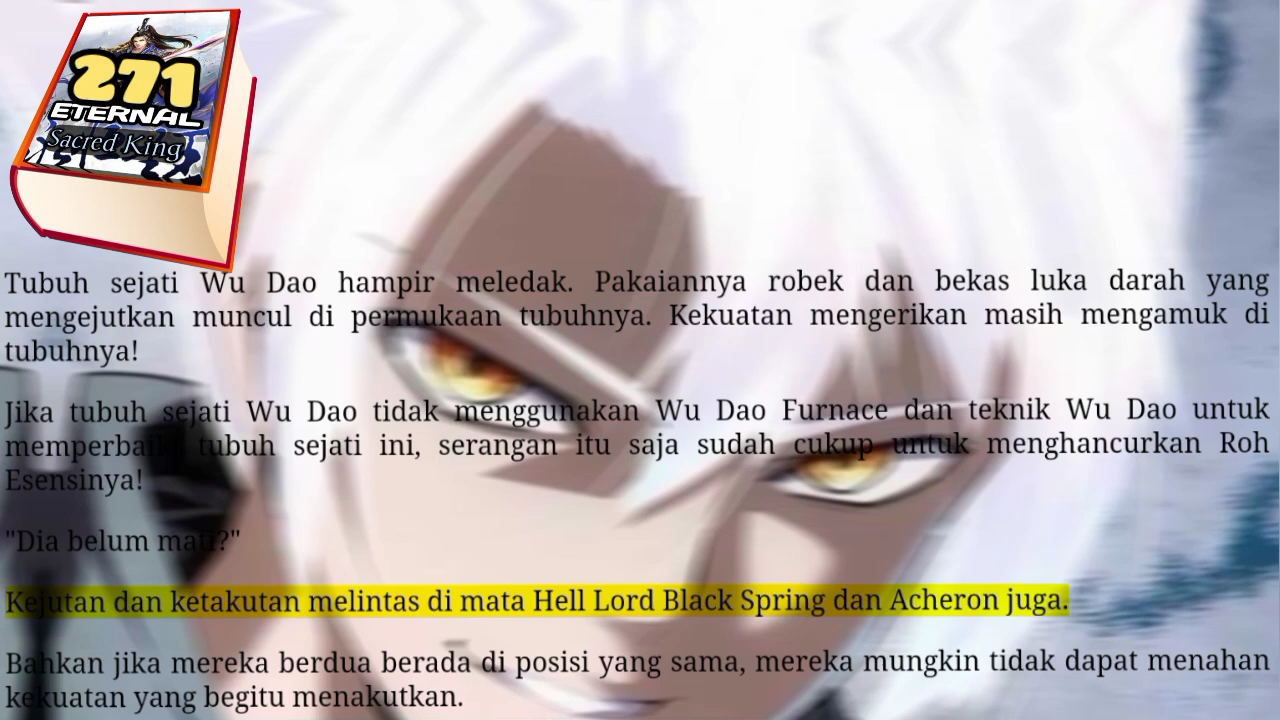 271
ETERNAL
Sacred King
Tubuh sejati Wu Dao hampir meledak. Pakaiannya robek dan bekas luka darah yang
mengejutkan muncul di permukaan tubuhnya. Kekuatan mengerikan masih mengamuk di
tubuhnya!
Jika tubuh sejati Wu Dao tidak menggunakan Wu Dao Furnace dan teknik Wu Dao untuk
memperbaiki tubuh sejati ini, serangan itu saja sudah cukup untuk menghancurkan Roh
Esensinya!
"Dia belum mati?"
Kejutan dan ketakutan melintas di mata Hell Lord Black Spring dan Acheron juga.
Bahkan jika mereka berdua berada di posisi yang sama, mereka mungkin tidak dapat menahan
kekuatan yang begitu menakutkan.